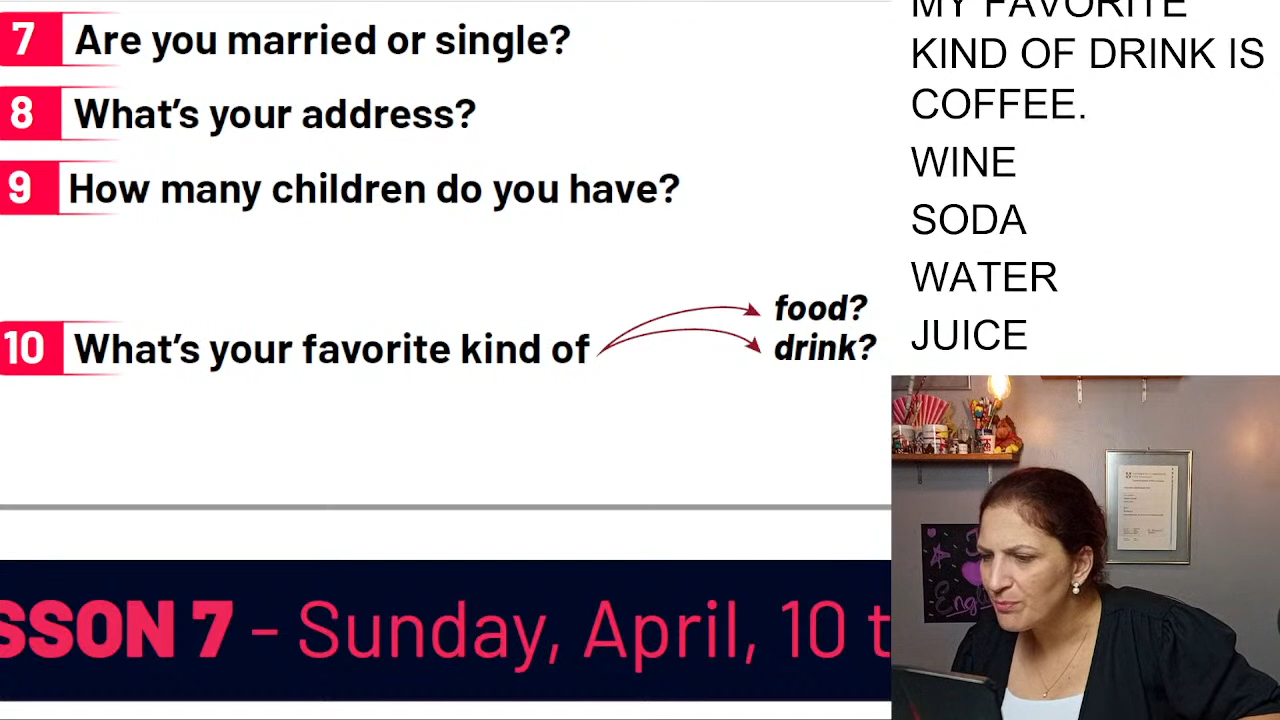 7 Are you married or single?
8 What's your address?
9 How many children do you have?
10 What's your favorite kind of
food?
drink?
SSON 7 – Sunday, April, 10 t
MY FAVORITE
KIND OF DRINK IS
COFFEE.
WINE
SODA
WATER
JUICE